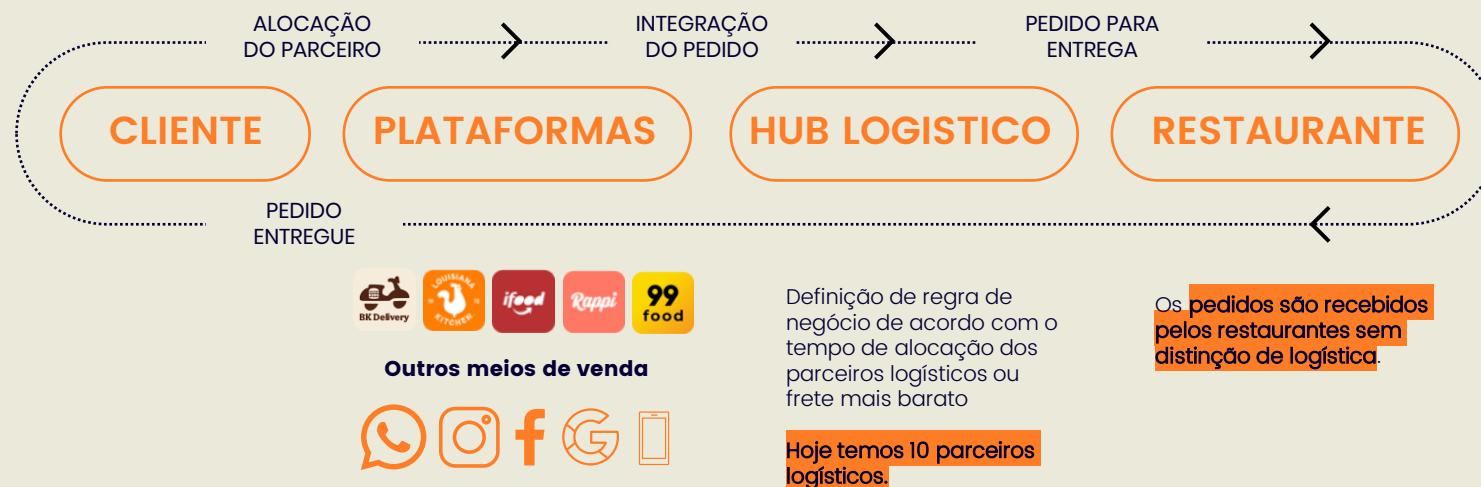 ALOCAÇÃO
DO PARCEIRO
INTEGRAÇÃO
DO PEDIDO
PEDIDO PARA
ENTREGA
CLIENTE
PLATAFORMAS
HUB LOGISTICO
RESTAURANTE
PEDIDO
ENTREGUE
BK Delivery
LOUISIANA
KITCHEN
ifood
Rappi
99
food
Outros meios de venda
Definição de regra de
negócio de acordo com o
tempo de alocação dos
parceiros logísticos ou
frete mais barato
Hoje temos 10 parceiros
logísticos.
Os pedidos são recebidos
pelos restaurantes sem
distinção de logística.